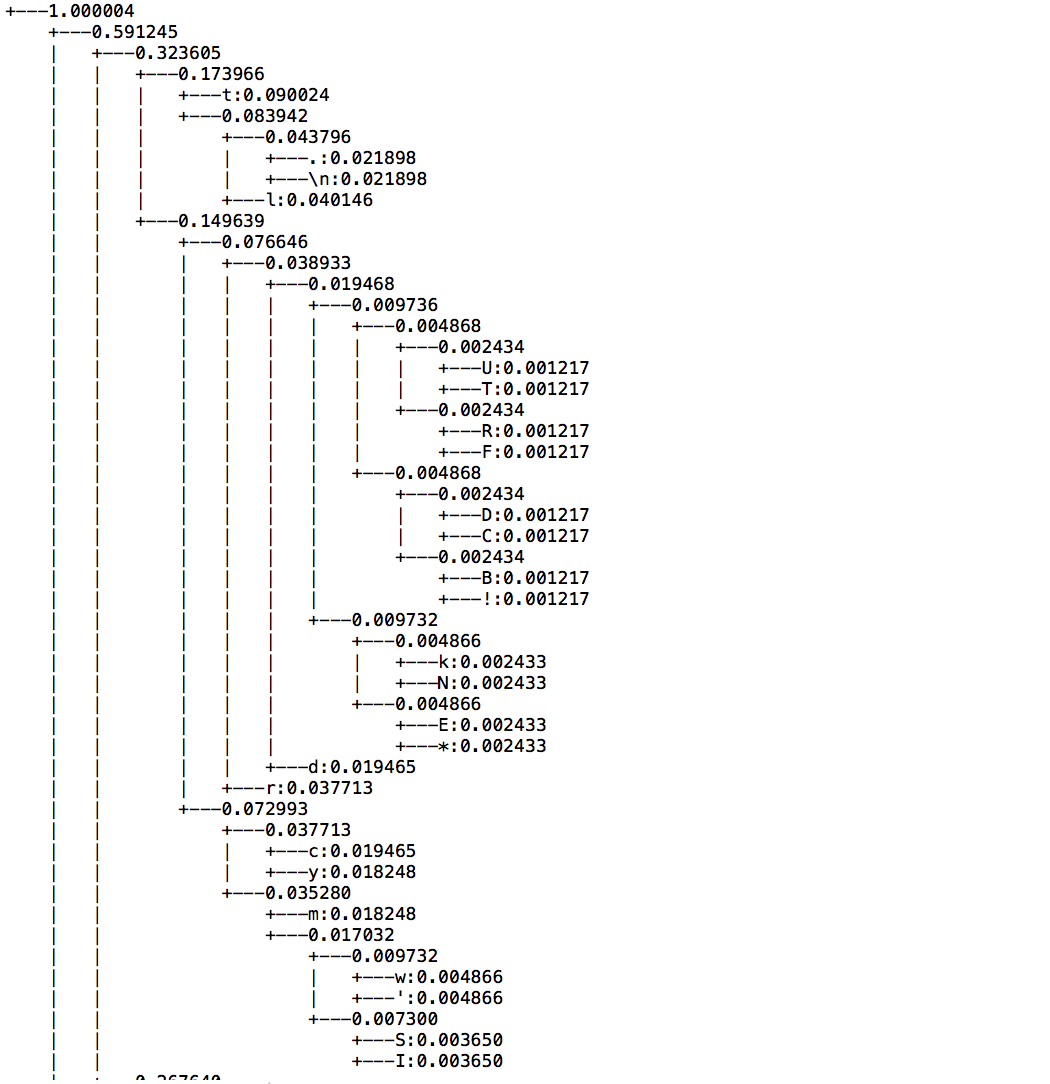 +---1.000004
    +---0.591245
    |   +---0.323605
    |   |   +---0.173966
    |   |   |   +---t:0.090024
    |   |   |   +---0.083942
    |   |   |       +---0.043796
    |   |   |       |   +---.:0.021898
    |   |   |       |   +---\n:0.021898
    |   |   |       +---l:0.040146
    |   |   +---0.149639
    |   |       +---0.076646
    |   |       |   +---0.038933
    |   |       |   |   +---0.019468
    |   |       |   |   |   +---0.009736
    |   |       |   |   |   |   +---0.004868
    |   |       |   |   |   |   |   +---0.002434
    |   |       |   |   |   |   |   |   +---U:0.001217
    |   |       |   |   |   |   |   |   +---T:0.001217
    |   |       |   |   |   |   |   +---0.002434
    |   |       |   |   |   |   |       +---R:0.001217
    |   |       |   |   |   |   |       +---F:0.001217
    |   |       |   |   |   |   +---0.004868
    |   |       |   |   |   |       +---0.002434
    |   |       |   |   |   |       |   +---D:0.001217
    |   |       |   |   |   |       |   +---C:0.001217
    |   |       |   |   |   |       +---0.002434
    |   |       |   |   |   |           +---B:0.001217
    |   |       |   |   |   |           +---!:0.001217
    |   |       |   |   |   +---0.009732
    |   |       |   |   |       +---0.004866
    |   |       |   |   |       |   +---k:0.002433
    |   |       |   |   |       |   +---N:0.002433
    |   |       |   |   |       +---0.004866
    |   |       |   |   |           +---E:0.002433
    |   |       |   |   |           +---*:0.002433
    |   |       |   |   +---d:0.019465
    |   |       |   +---r:0.037713
    |   |       +---0.072993
    |   |           +---0.037713
    |   |           |   +---c:0.019465
    |   |           |   +---y:0.018248
    |   |           +---0.035280
    |   |               +---m:0.018248
    |   |               +---0.017032
    |   |                   +---0.009732
    |   |                   |   +---w:0.004866
    |   |                   |   +---':0.004866
    |   |                   +---0.007300
    |   |                       +---S:0.003650
    |   |                       +---I:0.003650
    |   +---0.267640